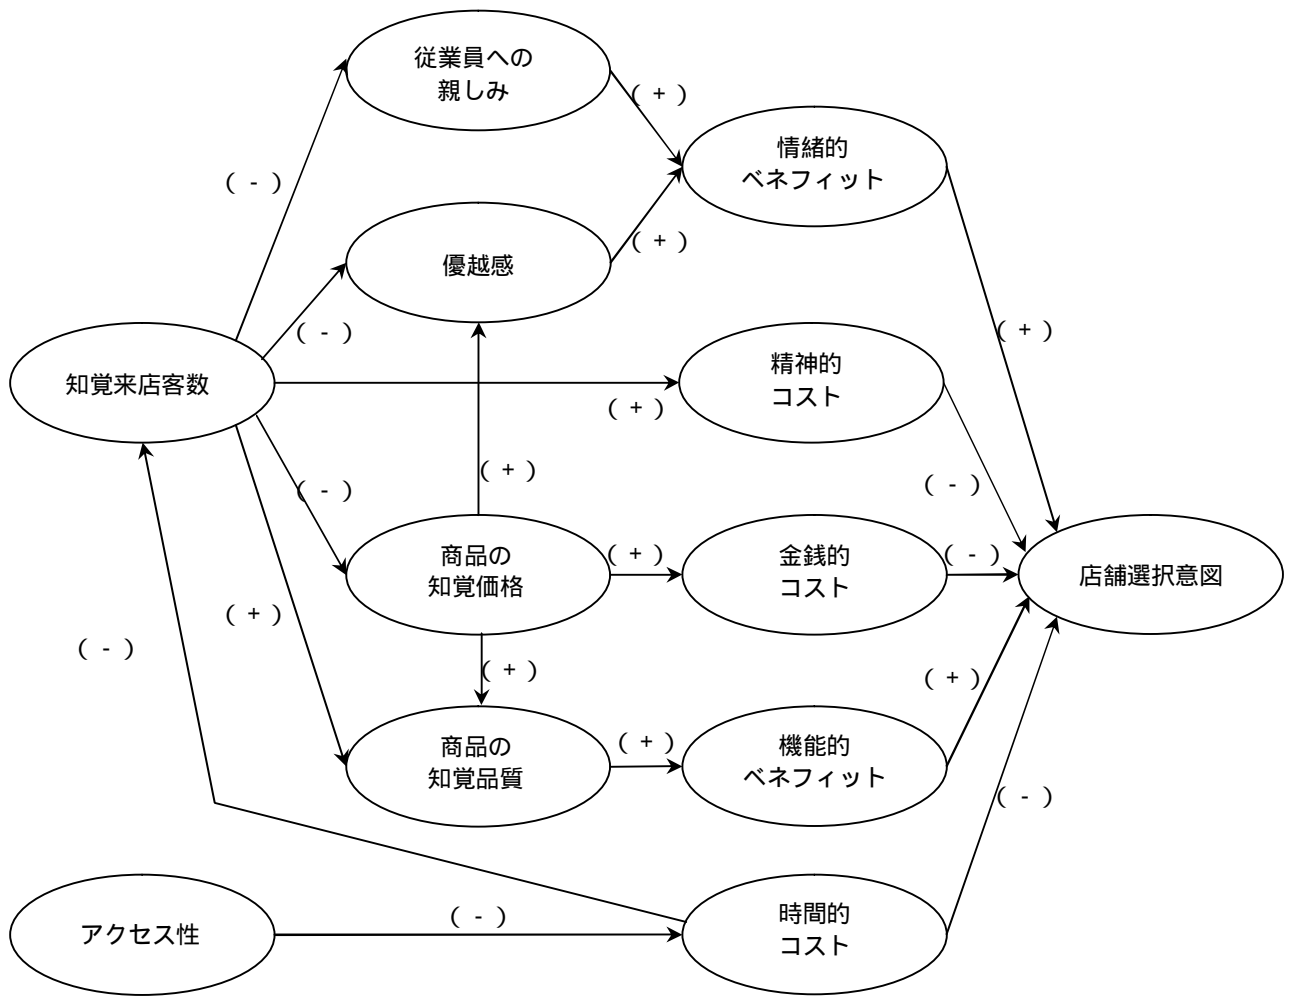 従業員への
親しみ
( + )
情緒的
ベネフィット
( - )
優越感
( + )
( - )
( + )
知覚来店客数
精神的
コスト
( + )
( + )
( - )
( - )
商品の
知覚価格
( + )
金銭的
コスト
( - )
店舗選択意図
( + )
( - )
( + )
( + )
商品の
知覚品質
( + )
機能的
ベネフィット
( - )
アクセス性
( - )
時間的
コスト